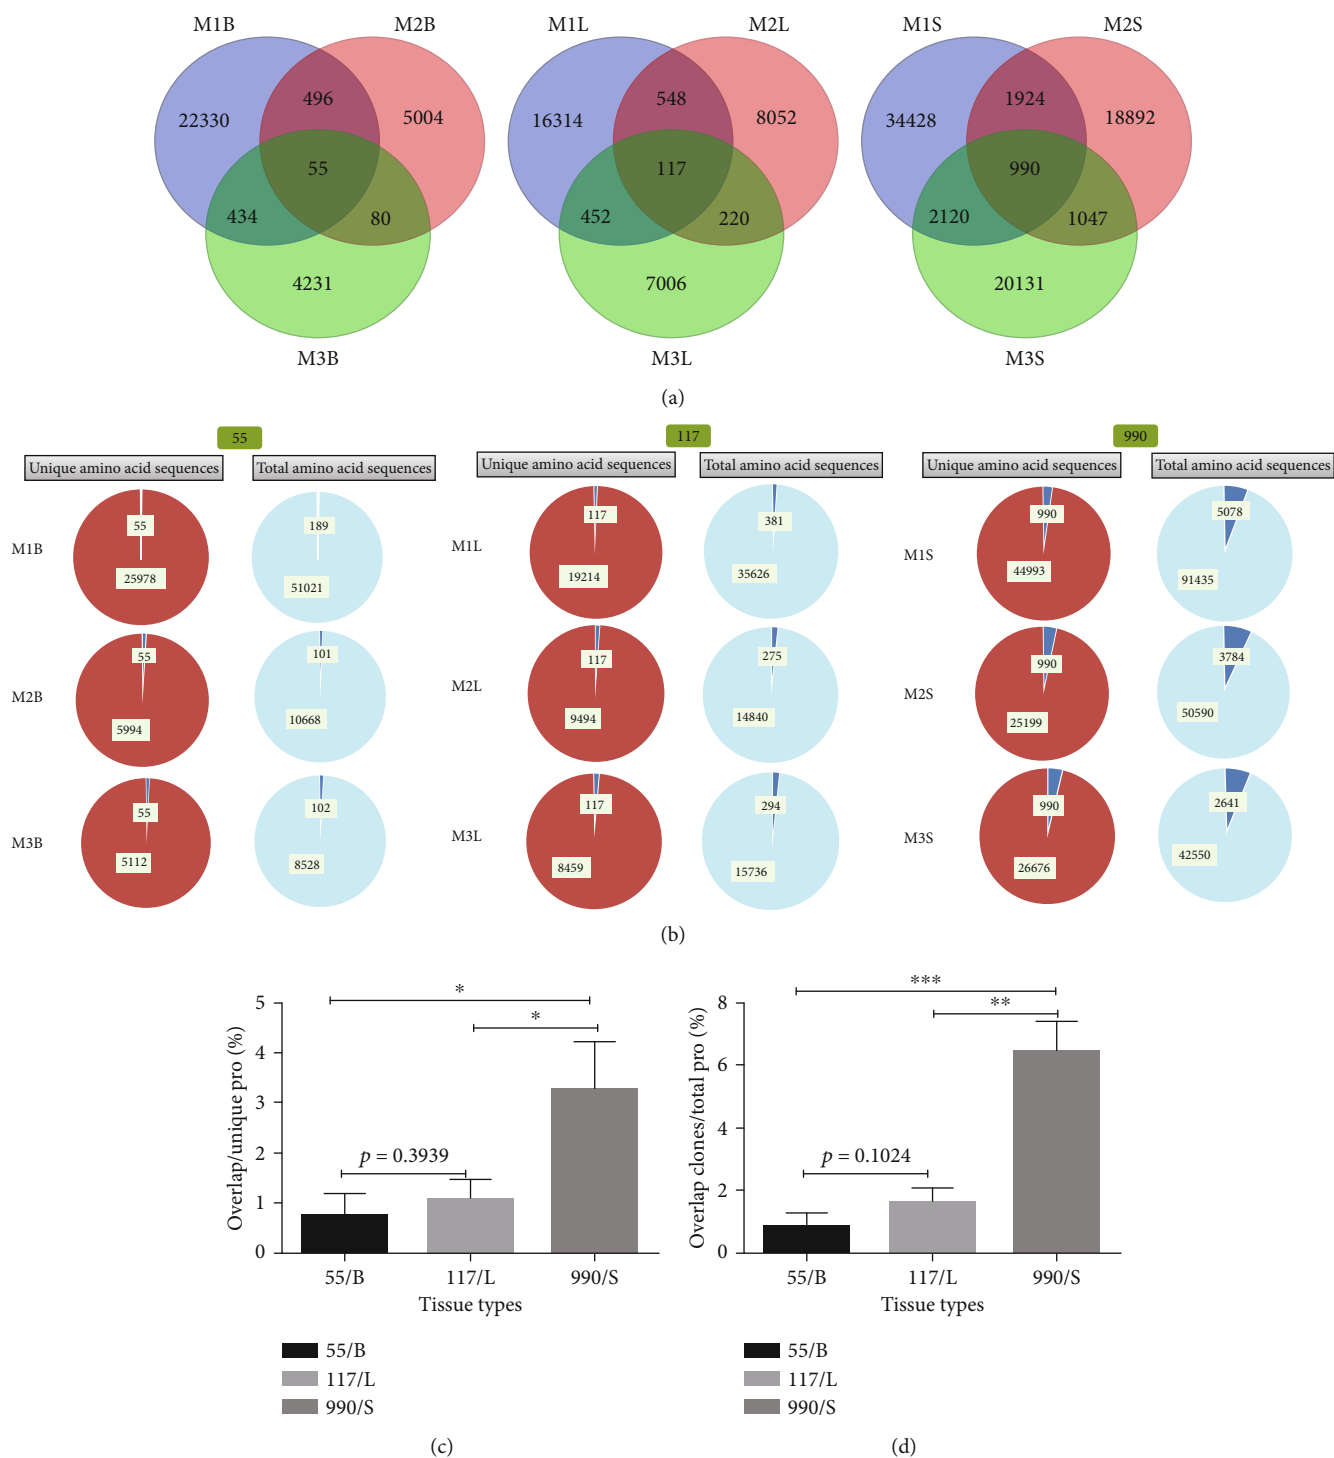 M1B M2B M1L M2L M1S M2S
496 548 1924
22330 5004 16314 8052 34428 18892
55 117 990
434 80 452 220 2120 1047
4231 7006 20131
M3B M3L M3S
(a)
55 117 990
Unique amino acid sequences Total amino acid sequences Unique amino acid sequences Total amino acid sequences Unique amino acid sequences Total amino acid sequences
55 189 117 381 990 5078
M1B M1L M1S
25978 51021 19214 35626 44993 91435
55 101 117 275 990 3784
M2B M2L M2S
5994 10668 9494 14840 25199 50590
55 102 117 294 990 2641
M3B M3L M3S
5112 8528 8459 15736 26676 42550
(b)
Overlap/unique pro (%)
5
4
3
2
1
0
*
*
p = 0.3939
55/B 117/L 990/S
Tissue types
55/B
117/L
990/S
(c)
Overlap clones/total pro (%)
8
6
4
2
0
***
**
p = 0.1024
55/B 117/L 990/S
Tissue types
55/B
117/L
990/S
(d)